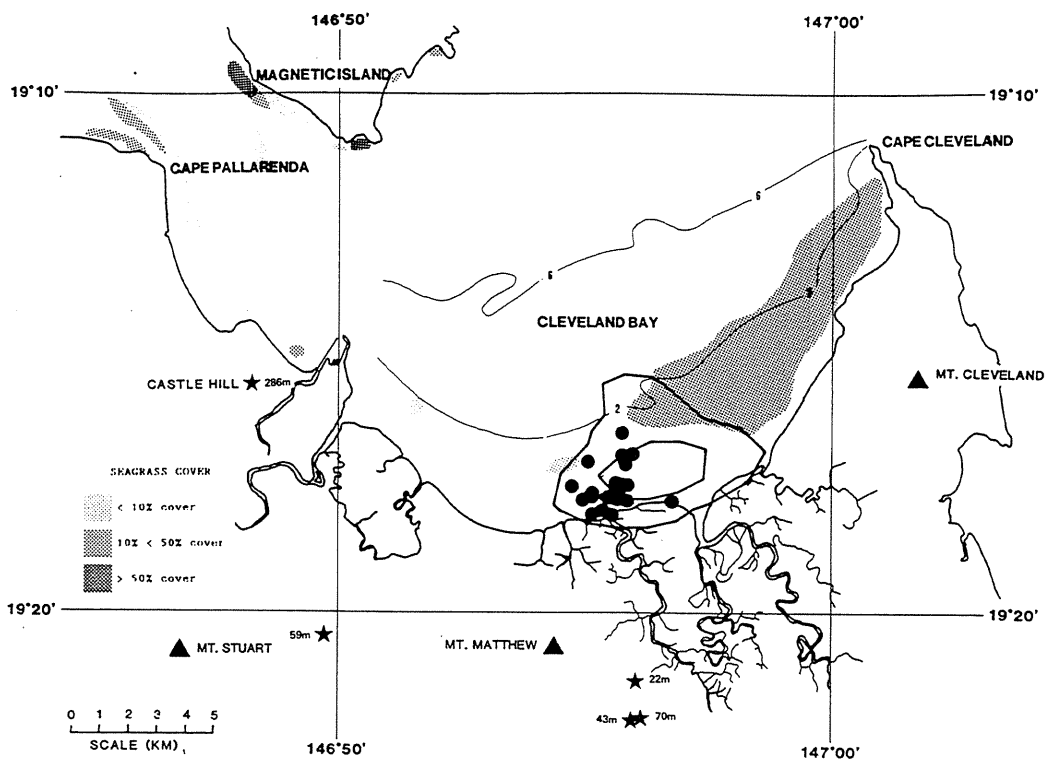 146°50'
147°00'
MAGNETIC ISLAND
19°10'
19°10'
CAPE CLEVELAND
CAPE PALLARENDA
6
6
CLEVELAND BAY
CASTLE HILL
286m
MT. CLEVELAND
2
SEAGRASS COVER
< 10% cover
10% < 50% cover
> 50% cover
19°20'
19°20'
59m
MT. STUART
MT. MATTHEW
22m
43m
70m
0 1 2 3 4 5
SCALE (KM)
146°50'
147°00'